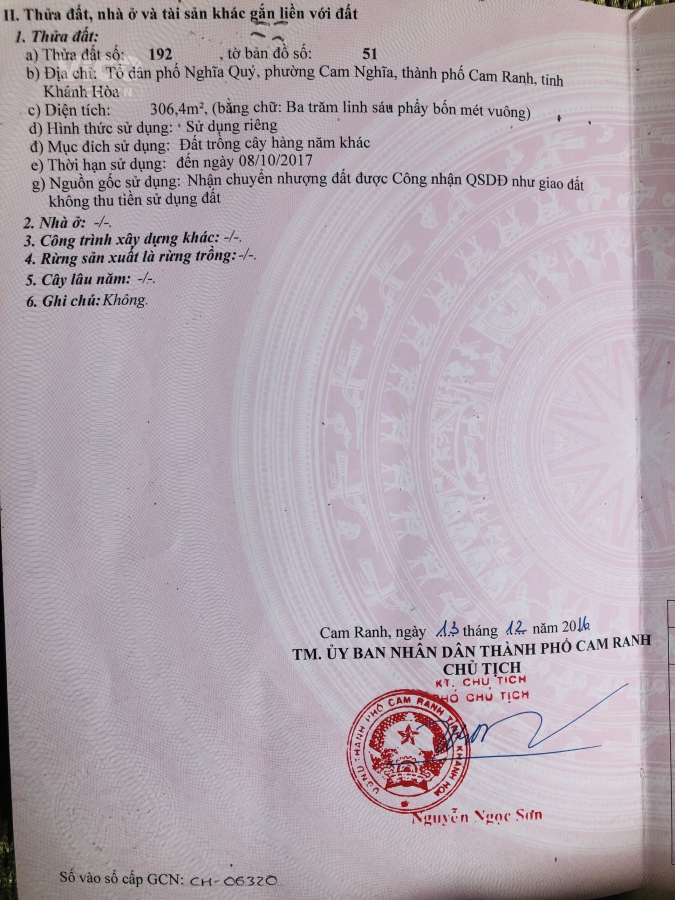 II. Thửa đất, nhà ở và tài sản khác gắn liền với đất
1. Thửa đất:
a) Thửa đất số: 192 , tờ bản đồ số: 51
b) Địa chỉ: Tổ dân phố Nghĩa Quý, phường Cam Nghĩa, thành phố Cam Ranh, tỉnh
Khánh Hòa
c) Diện tích: 306,4m², (bằng chữ: Ba trăm linh sáu phẩy bốn mét vuông)
d) Hình thức sử dụng: Sử dụng riêng
đ) Mục đích sử dụng: Đất trồng cây hàng năm khác
e) Thời hạn sử dụng: đến ngày 08/10/2017
g) Nguồn gốc sử dụng: Nhận chuyển nhượng đất được Công nhận QSDĐ như giao đất
không thu tiền sử dụng đất
2. Nhà ở: -/-.
3. Công trình xây dựng khác: -/-.
4. Rừng sản xuất là rừng trồng: -/-.
5. Cây lâu năm: -/-.
6. Ghi chú: Không.
Cam Ranh, ngày 13 tháng 12 năm 2016
TM. ỦY BAN NHÂN DÂN THÀNH PHỐ CAM RANH
CHỦ TỊCH
KT. CHỦ TỊCH
PHÓ CHỦ TỊCH
Nguyễn Ngọc Sơn
Số vào sổ cấp GCN: CH-06320